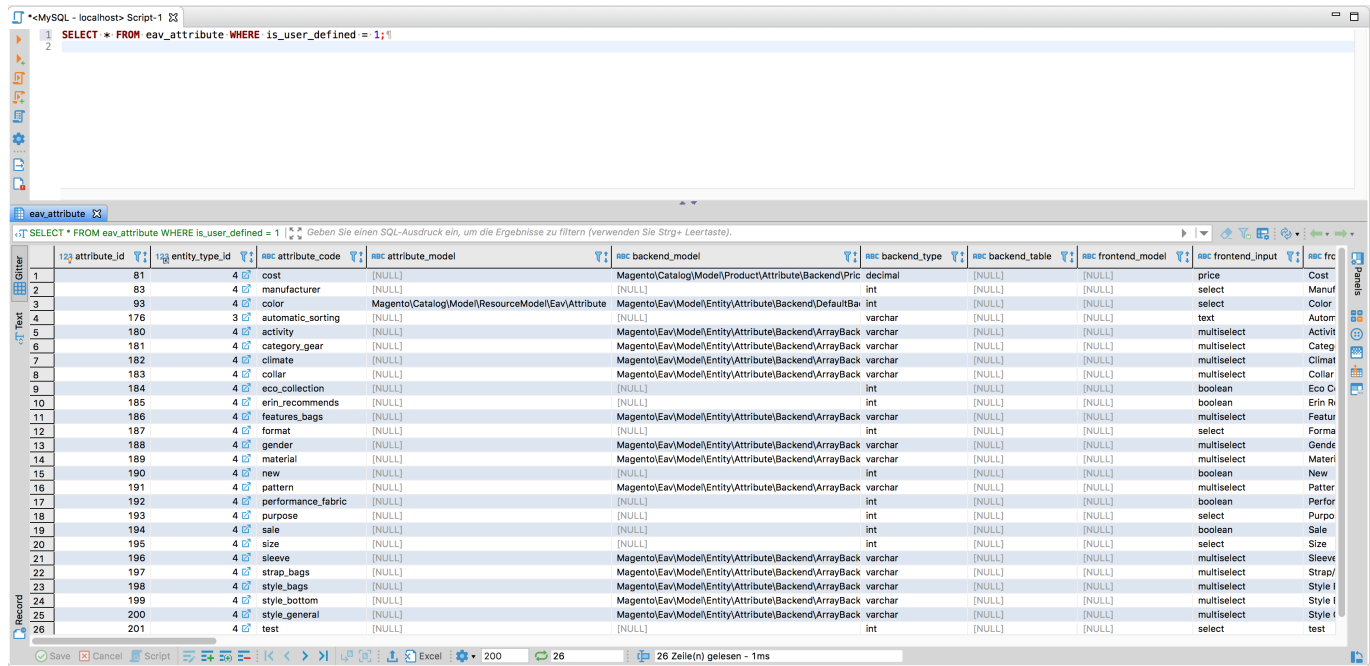 *<MySQL - localhost> Script-1
1 SELECT * FROM eav_attribute WHERE is_user_defined = 1;
2
eav_attribute
SELECT * FROM eav_attribute WHERE is_user_defined = 1 Geben Sie einen SQL-Ausdruck ein, um die Ergebnisse zu filtern (verwenden Sie Strg+ Leertaste).
Gitter
Text
Record
Panels
123 attribute_id 123 entity_type_id ABC attribute_code ABC attribute_model ABC backend_model ABC backend_type ABC backend_table ABC frontend_model ABC frontend_input ABC fro
1 81 4 cost [NULL] Magento\Catalog\Model\Product\Attribute\Backend\Pric decimal [NULL] [NULL] price Cost
2 83 4 manufacturer [NULL] [NULL] int [NULL] [NULL] select Manuf
3 93 4 color Magento\Catalog\Model\ResourceModel\Eav\Attribute Magento\Eav\Model\Entity\Attribute\Backend\DefaultBa int [NULL] [NULL] select Color
4 176 3 automatic_sorting [NULL] [NULL] varchar [NULL] [NULL] text Autom
5 180 4 activity [NULL] Magento\Eav\Model\Entity\Attribute\Backend\ArrayBack varchar [NULL] [NULL] multiselect Activit
6 181 4 category_gear [NULL] Magento\Eav\Model\Entity\Attribute\Backend\ArrayBack varchar [NULL] [NULL] multiselect Categ
7 182 4 climate [NULL] Magento\Eav\Model\Entity\Attribute\Backend\ArrayBack varchar [NULL] [NULL] multiselect Climat
8 183 4 collar [NULL] Magento\Eav\Model\Entity\Attribute\Backend\ArrayBack varchar [NULL] [NULL] multiselect Collar
9 184 4 eco_collection [NULL] [NULL] int [NULL] [NULL] boolean Eco C
10 185 4 erin_recommends [NULL] [NULL] int [NULL] [NULL] boolean Erin R
11 186 4 features_bags [NULL] Magento\Eav\Model\Entity\Attribute\Backend\ArrayBack varchar [NULL] [NULL] multiselect Featur
12 187 4 format [NULL] [NULL] int [NULL] [NULL] select Forma
13 188 4 gender [NULL] Magento\Eav\Model\Entity\Attribute\Backend\ArrayBack varchar [NULL] [NULL] multiselect Gende
14 189 4 material [NULL] Magento\Eav\Model\Entity\Attribute\Backend\ArrayBack varchar [NULL] [NULL] multiselect Materi
15 190 4 new [NULL] [NULL] int [NULL] [NULL] boolean New
16 191 4 pattern [NULL] Magento\Eav\Model\Entity\Attribute\Backend\ArrayBack varchar [NULL] [NULL] multiselect Patter
17 192 4 performance_fabric [NULL] [NULL] int [NULL] [NULL] boolean Perfor
18 193 4 purpose [NULL] [NULL] int [NULL] [NULL] select Purpo
19 194 4 sale [NULL] [NULL] int [NULL] [NULL] boolean Sale
20 195 4 size [NULL] [NULL] int [NULL] [NULL] select Size
21 196 4 sleeve [NULL] Magento\Eav\Model\Entity\Attribute\Backend\ArrayBack varchar [NULL] [NULL] multiselect Sleeve
22 197 4 strap_bags [NULL] Magento\Eav\Model\Entity\Attribute\Backend\ArrayBack varchar [NULL] [NULL] multiselect Strap/
23 198 4 style_bags [NULL] Magento\Eav\Model\Entity\Attribute\Backend\ArrayBack varchar [NULL] [NULL] multiselect Style
24 199 4 style_bottom [NULL] Magento\Eav\Model\Entity\Attribute\Backend\ArrayBack varchar [NULL] [NULL] multiselect Style
25 200 4 style_general [NULL] Magento\Eav\Model\Entity\Attribute\Backend\ArrayBack varchar [NULL] [NULL] multiselect Style
26 201 4 test [NULL] [NULL] int [NULL] [NULL] select test
Save Cancel Script Excel 200 26 26 Zeile(n) gelesen - 1ms